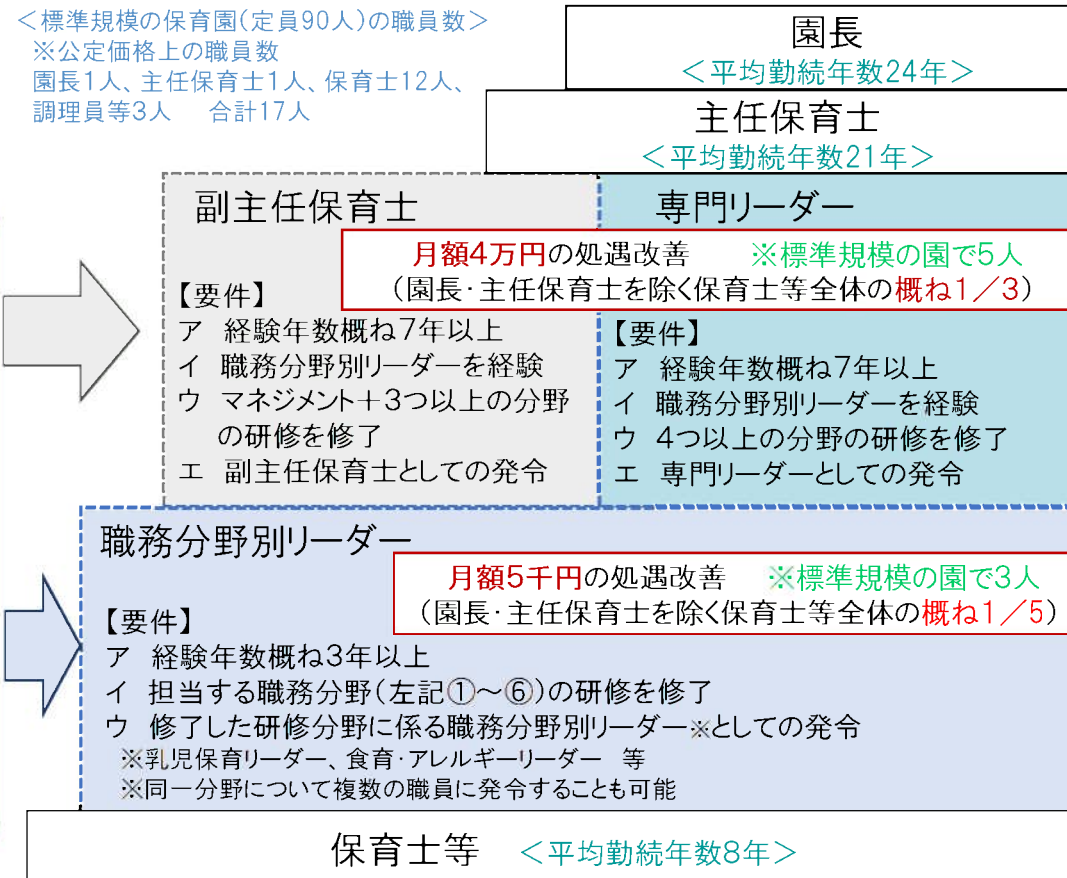 ＜標準規模の保育園(定員90人)の職員数＞
※公定価格上の職員数
園長1人、主任保育士1人、保育士12人、
調理員等3人　合計17人
園長
＜平均勤続年数24年＞
主任保育士
＜平均勤続年数21年＞
副主任保育士
専門リーダー
月額4万円の処遇改善　※標準規模の園で5人
(園長･主任保育士を除く保育士等全体の概ね1／3)
【要件】
ア 経験年数概ね7年以上
イ 職務分野別リーダーを経験
ウ マネジメント＋3つ以上の分野
の研修を修了
エ 副主任保育士としての発令
【要件】
ア 経験年数概ね7年以上
イ 職務分野別リーダーを経験
ウ 4つ以上の分野の研修を修了
エ 専門リーダーとしての発令
職務分野別リーダー
月額5千円の処遇改善　※標準規模の園で3人
(園長･主任保育士を除く保育士等全体の概ね1／5)
【要件】
ア 経験年数概ね3年以上
イ 担当する職務分野(左記①～⑥)の研修を修了
ウ 修了した研修分野に係る職務分野別リーダー※としての発令
※乳児保育リーダー、食育･アレルギーリーダー 等
※同一分野について複数の職員に発令することも可能
保育士等　＜平均勤続年数8年＞